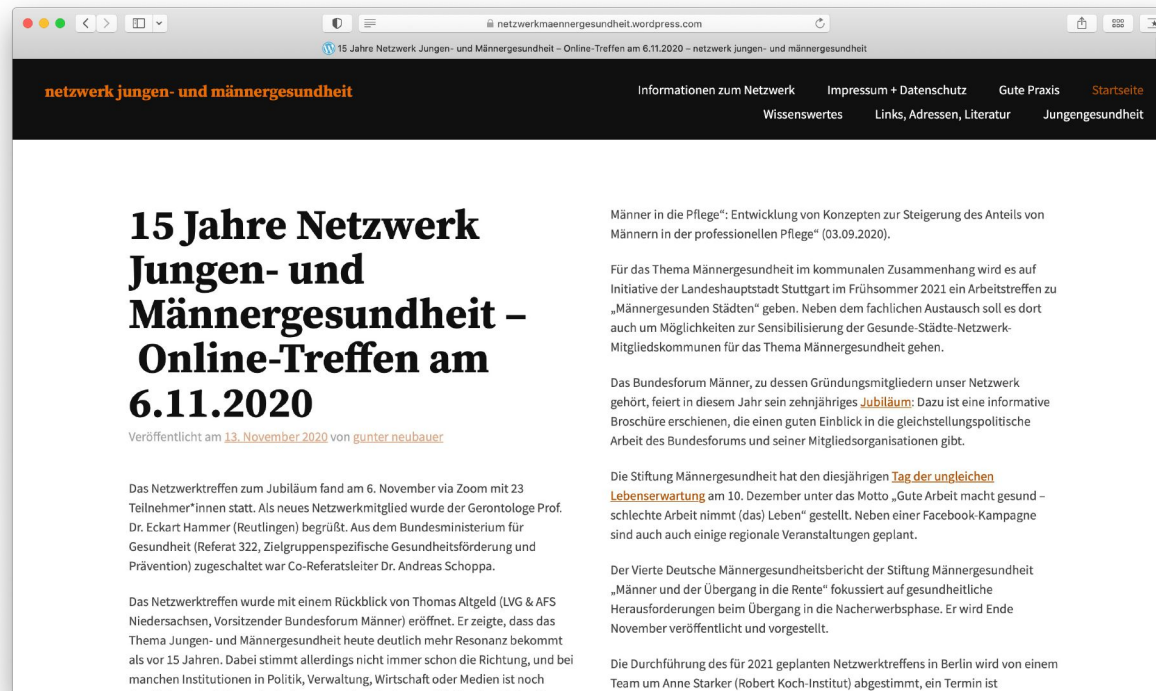 netzwerkmaennergesundheit.wordpress.com
15 Jahre Netzwerk Jungen- und Männergesundheit – Online-Treffen am 6.11.2020 – netzwerk jungen- und männergesundheit
netzwerk jungen- und männergesundheit
Informationen zum Netzwerk Impressum + Datenschutz Gute Praxis Startseite
Wissenswertes Links, Adressen, Literatur Jungengesundheit
15 Jahre Netzwerk
Jungen- und
Männergesundheit –
Online-Treffen am
6.11.2020
Veröffentlicht am 13. November 2020 von gunter neubauer
Das Netzwerktreffen zum Jubiläum fand am 6. November via Zoom mit 23
Teilnehmer*innen statt. Als neues Netzwerkmitglied wurde der Gerontologe Prof.
Dr. Eckart Hammer (Reutlingen) begrüßt. Aus dem Bundesministerium für
Gesundheit (Referat 322, Zielgruppenspezifische Gesundheitsförderung und
Prävention) zugeschaltet war Co-Referatsleiter Dr. Andreas Schoppa.
Das Netzwerktreffen wurde mit einem Rückblick von Thomas Altgeld (LVG & AFS
Niedersachsen, Vorsitzender Bundesforum Männer) eröffnet. Er zeigte, dass das
Thema Jungen- und Männergesundheit heute deutlich mehr Resonanz bekommt
als vor 15 Jahren. Dabei stimmt allerdings nicht immer schon die Richtung, und bei
manchen Institutionen in Politik, Verwaltung, Wirtschaft oder Medien ist noch
Männer in die Pflege“: Entwicklung von Konzepten zur Steigerung des Anteils von
Männern in der professionellen Pflege“ (03.09.2020).
Für das Thema Männergesundheit im kommunalen Zusammenhang wird es auf
Initiative der Landeshauptstadt Stuttgart im Frühsommer 2021 ein Arbeitstreffen zu
„Männergesunden Städten“ geben. Neben dem fachlichen Austausch soll es dort
auch um Möglichkeiten zur Sensibilisierung der Gesunde-Städte-Netzwerk-
Mitgliedskommunen für das Thema Männergesundheit gehen.
Das Bundesforum Männer, zu dessen Gründungsmitgliedern unser Netzwerk
gehört, feiert in diesem Jahr sein zehnjähriges Jubiläum: Dazu ist eine informative
Broschüre erschienen, die einen guten Einblick in die gleichstellungspolitische
Arbeit des Bundesforums und seiner Mitgliedsorganisationen gibt.
Die Stiftung Männergesundheit hat den diesjährigen Tag der ungleichen
Lebenserwartung am 10. Dezember unter das Motto „Gute Arbeit macht gesund –
schlechte Arbeit nimmt (das) Leben“ gestellt. Neben einer Facebook-Kampagne
sind auch auch einige regionale Veranstaltungen geplant.
Der Vierte Deutsche Männergesundheitsbericht der Stiftung Männergesundheit
„Männer und der Übergang in die Rente“ fokussiert auf gesundheitliche
Herausforderungen beim Übergang in die Nacherwerbsphase. Er wird Ende
November veröffentlicht und vorgestellt.
Die Durchführung des für 2021 geplanten Netzwerktreffens in Berlin wird von einem
Team um Anne Starker (Robert Koch-Institut) abgestimmt, ein Termin ist